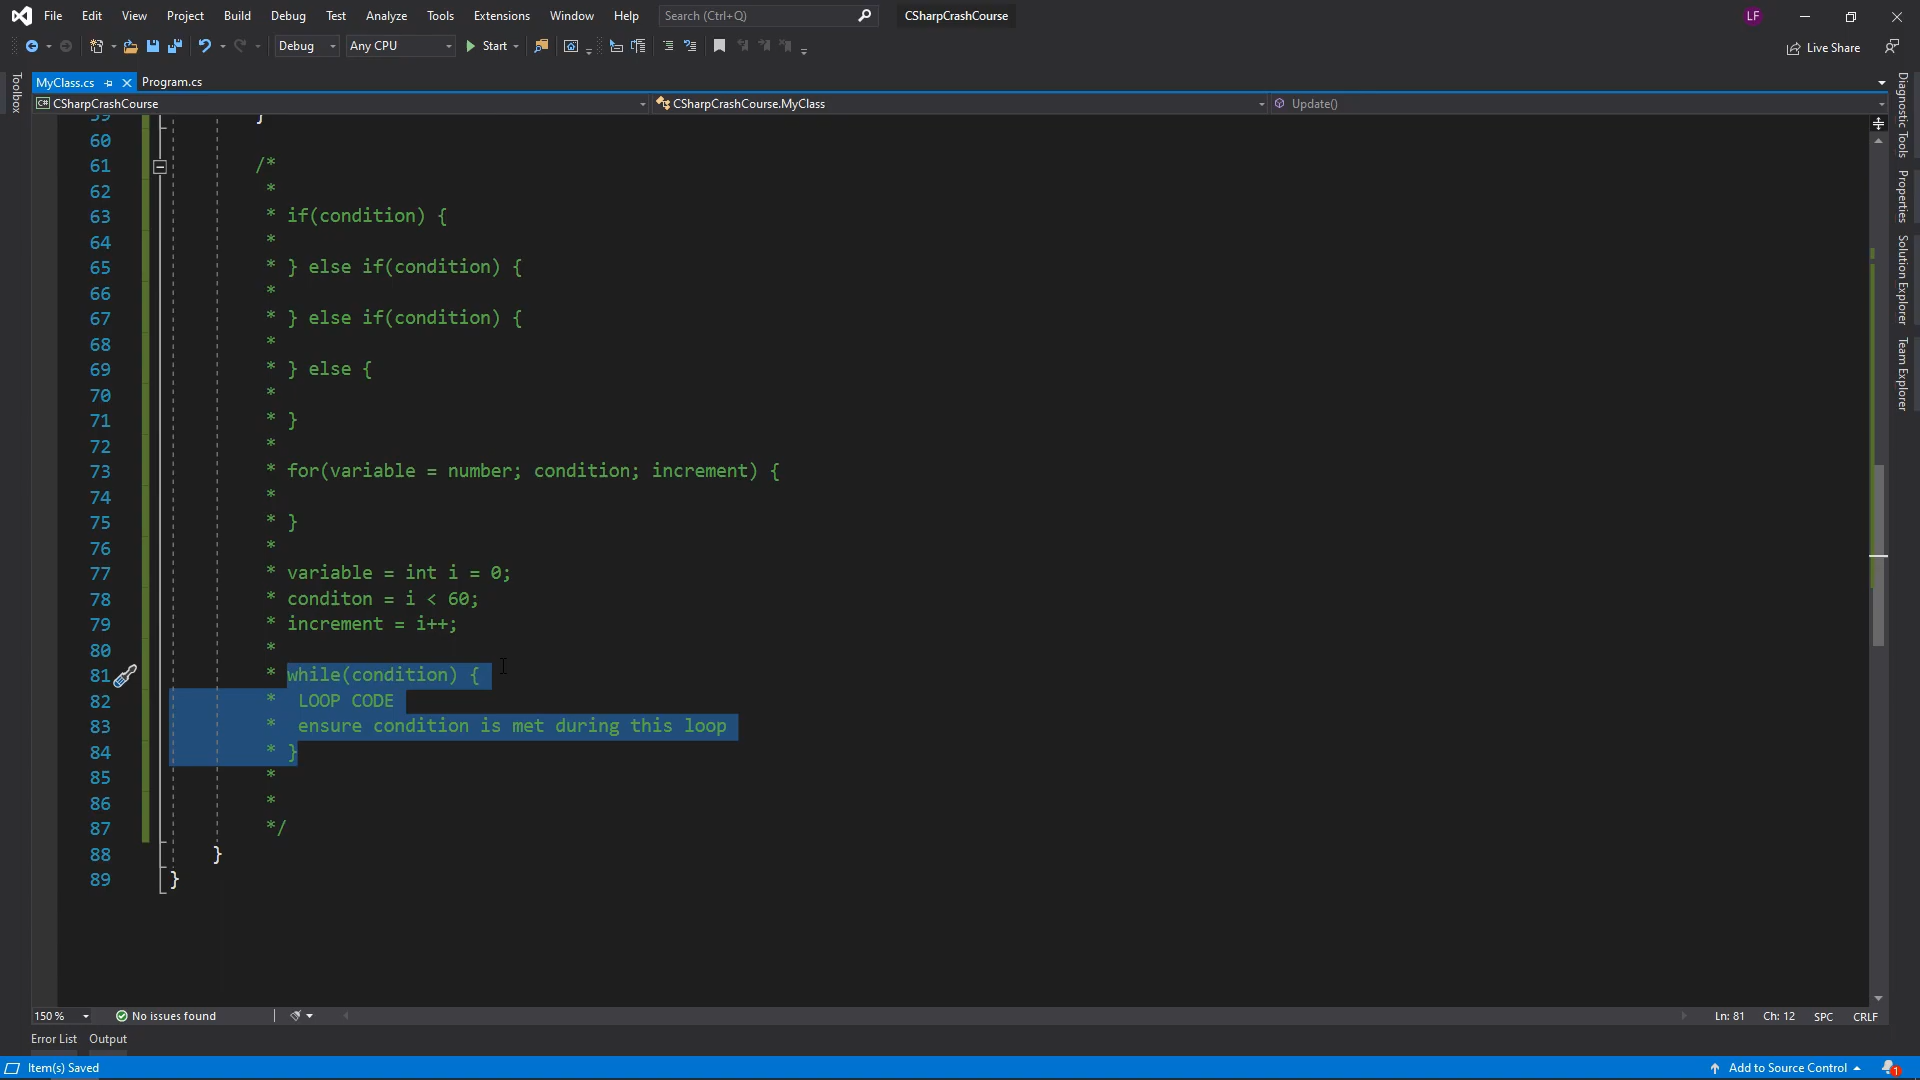 File Edit View Project Build Debug Test Analyze Tools Extensions Window Help Search (Ctrl+Q) CSharpCrashCourse LF
Debug Any CPU Start Live Share
MyClass.cs Program.cs
C# CSharpCrashCourse CSharpCrashCourse.MyClass Update()
Toolbox
Diagnostic Tools
Properties
Solution Explorer
Team Explorer
59 }
60
61 /*
62 *
63 * if(condition) {
64 *
65 * } else if(condition) {
66 *
67 * } else if(condition) {
68 *
69 * } else {
70 *
71 * }
72 *
73 * for(variable = number; condition; increment) {
74 *
75 * }
76 *
77 * variable = int i = 0;
78 * conditon = i < 60;
79 * increment = i++;
80 *
81 * while(condition) {
82 * LOOP CODE
83 * ensure condition is met during this loop
84 * }
85 *
86 *
87 */
88 }
89 }
150 % No issues found Ln: 81 Ch: 12 SPC CRLF
Error List Output
Item(s) Saved Add to Source Control 1